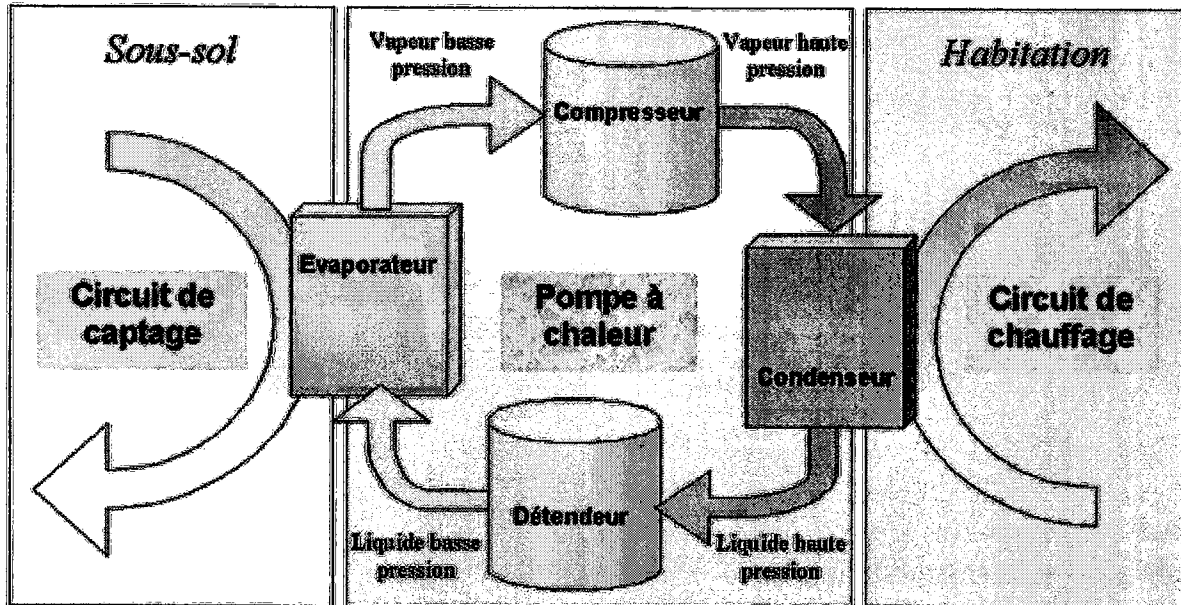 Sous-sol
Vapeur basse
pression
Vapeur haute
pression
Habitation
Compresseur
Evaporateur
Circuit de
captage
Pompe à
chaleur
Circuit de
chauffage
Condenseur
Détendeur
Liquide basse
pression
Liquide haute
pression